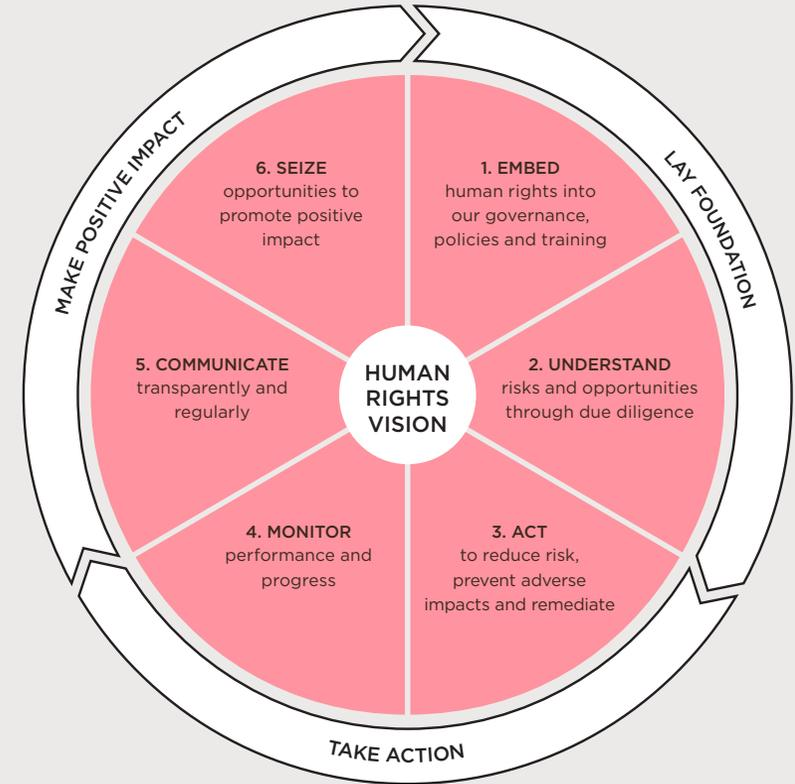 MAKE POSITIVE IMPACT
LAY FOUNDATION
TAKE ACTION
HUMAN
RIGHTS
VISION
1. EMBED
human rights into
our governance,
policies and training
2. UNDERSTAND
risks and opportunities
through due diligence
3. ACT
to reduce risk,
prevent adverse
impacts and remediate
4. MONITOR
performance and
progress
5. COMMUNICATE
transparently and
regularly
6. SEIZE
opportunities to
promote positive
impact